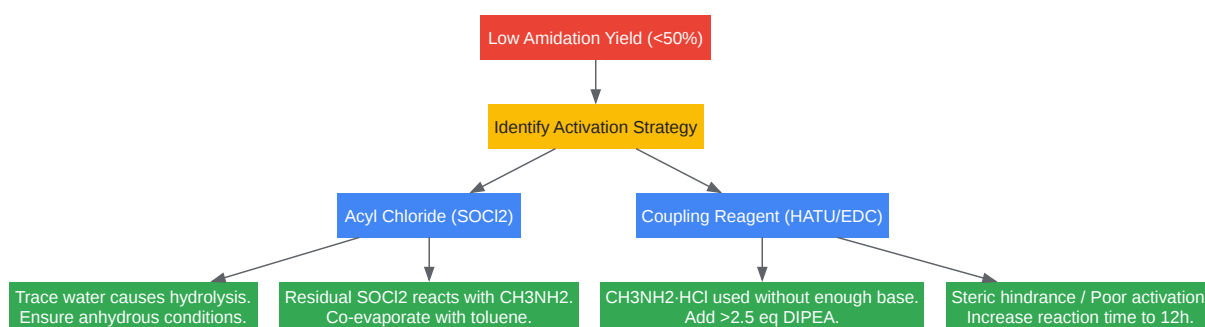 Low Amidation Yield (<50%)
Identify Activation Strategy
Acyl Chloride (SOCl2)
Coupling Reagent (HATU/EDC)
Trace water causes hydrolysis.
Ensure anhydrous conditions.
Residual SOCl2 reacts with CH3NH2.
Co-evaporate with toluene.
CH3NH2·HCl used without enough base.
Add >2.5 eq DIPEA.
Steric hindrance / Poor activation
Increase reaction time to 12h.